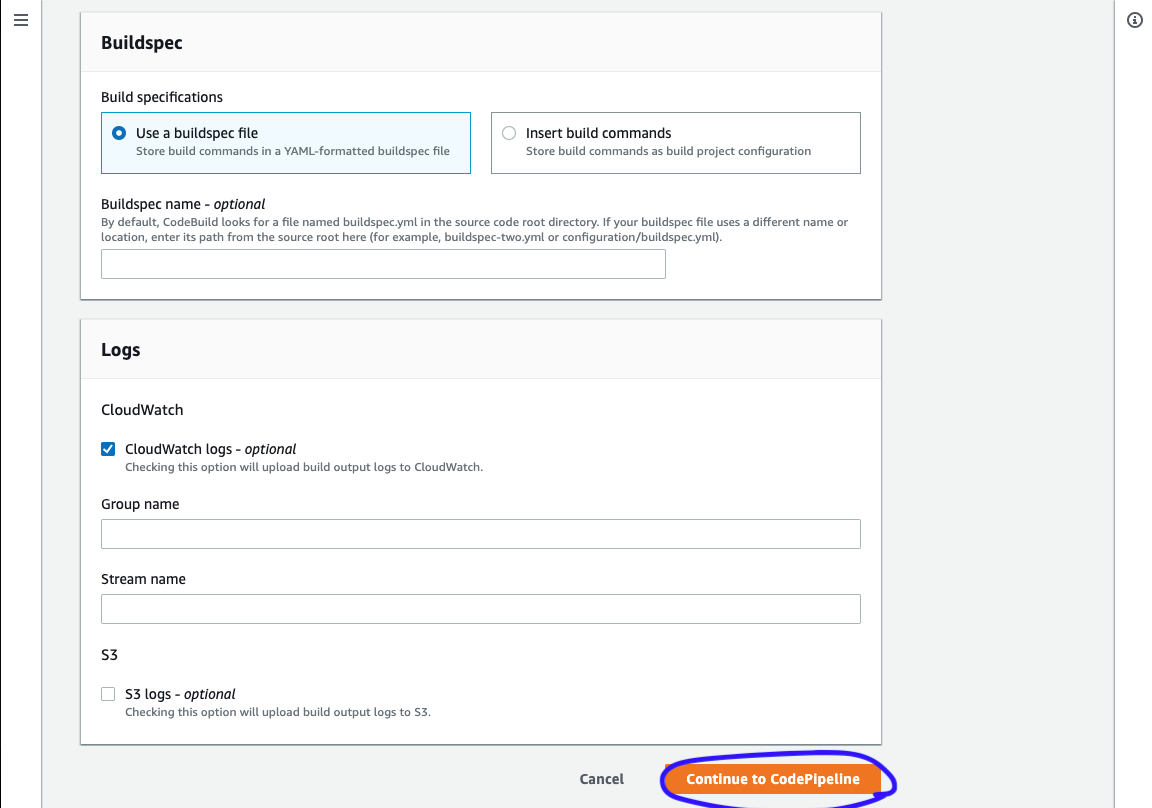 Buildspec
Build specifications
Use a buildspec file
Store build commands in a YAML-formatted buildspec file
Insert build commands
Store build commands as build project configuration
Buildspec name - optional
By default, CodeBuild looks for a file named buildspec.yml in the source code root directory. If your buildspec file uses a different name or
location, enter its path from the source root here (for example, buildspec-two.yml or configuration/buildspec.yml).
Logs
CloudWatch
CloudWatch logs - optional
Checking this option will upload build output logs to CloudWatch.
Group name
Stream name
S3
S3 logs - optional
Checking this option will upload build output logs to S3.
Cancel
Continue to CodePipeline